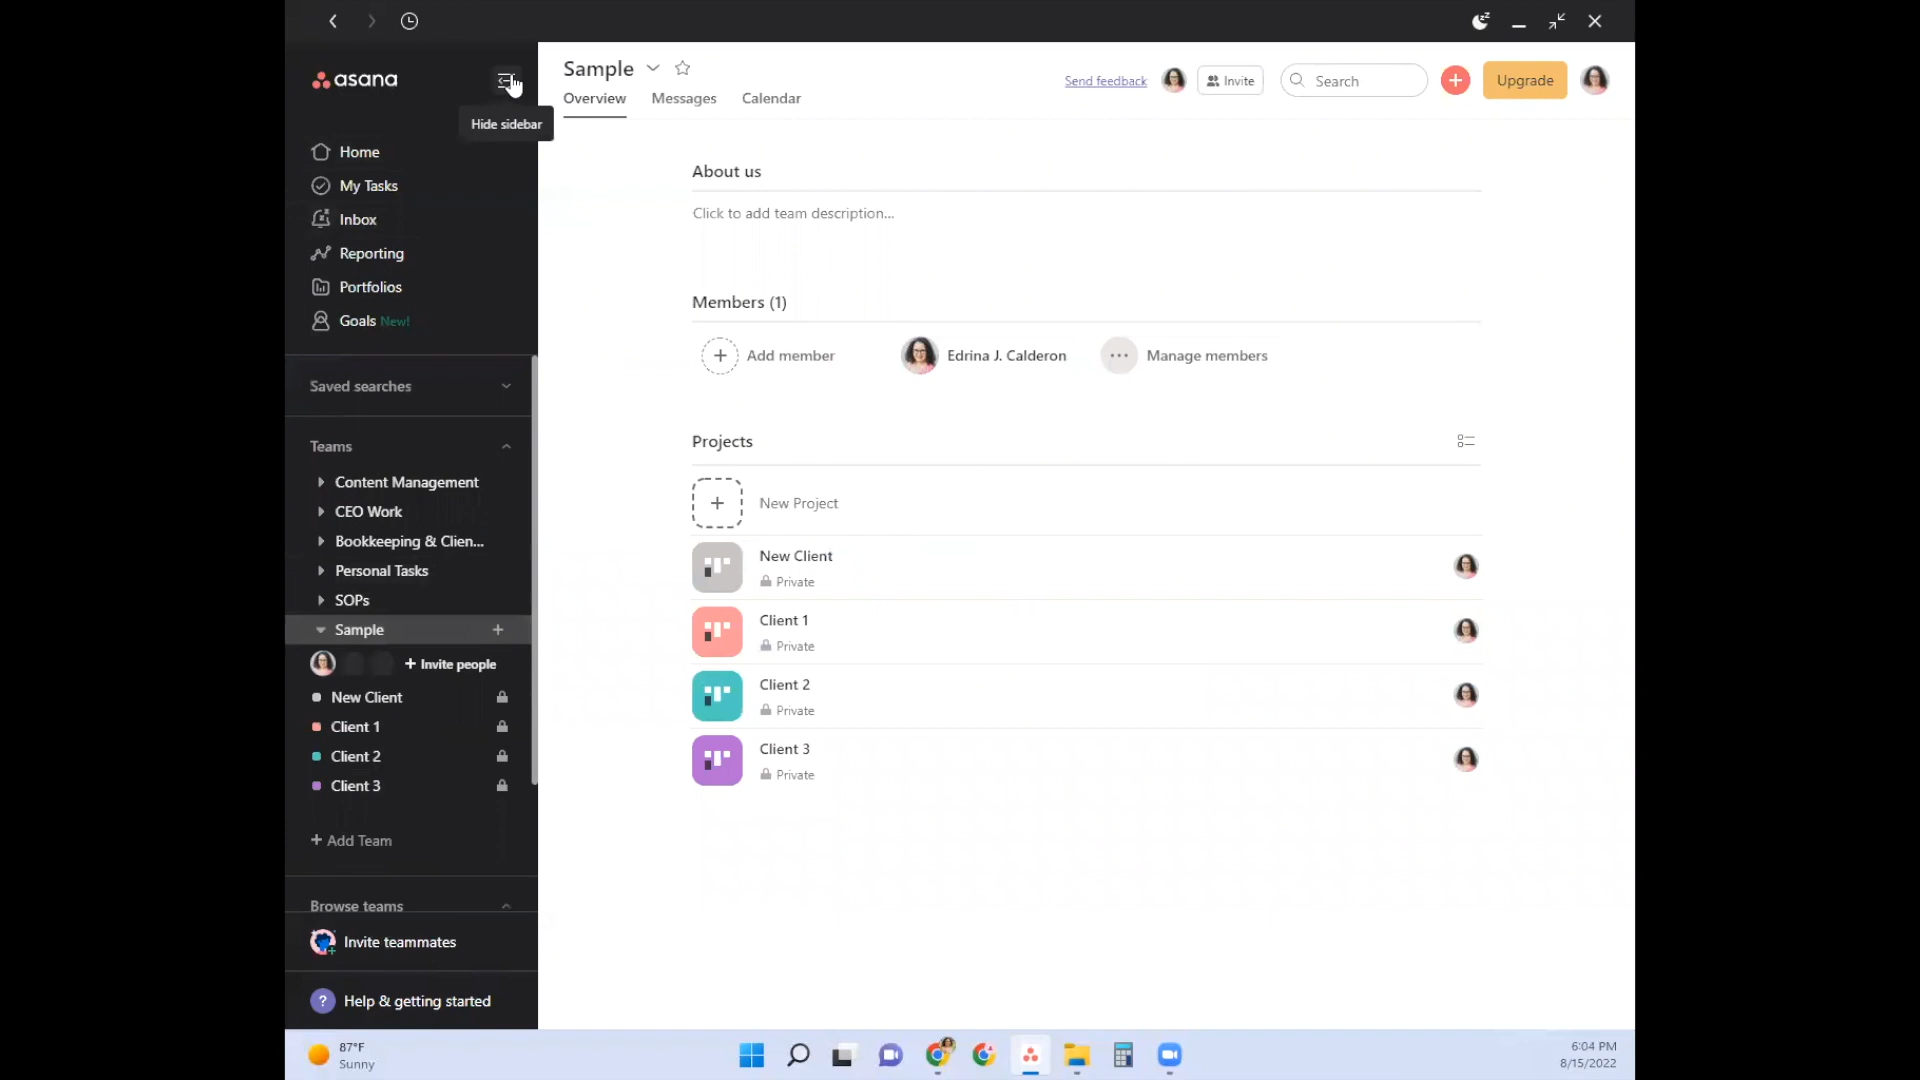 asana
Hide sidebar
Home
My Tasks
Inbox
Reporting
Portfolios
Goals New!
Saved searches
Teams
Content Management
CEO Work
Bookkeeping & Clien...
Personal Tasks
SOPs
Sample
+ Invite people
New Client
Client 1
Client 2
Client 3
+ Add Team
Browse teams
Invite teammates
? Help & getting started
Sample
Overview Messages Calendar
Send feedback Invite Search Upgrade
About us
Click to add team description...
Members (1)
Add member Edrina J. Calderon Manage members
Projects
New Project
New Client
Private
Client 1
Private
Client 2
Private
Client 3
Private
87°F
Sunny
6:04 PM
8/15/2022